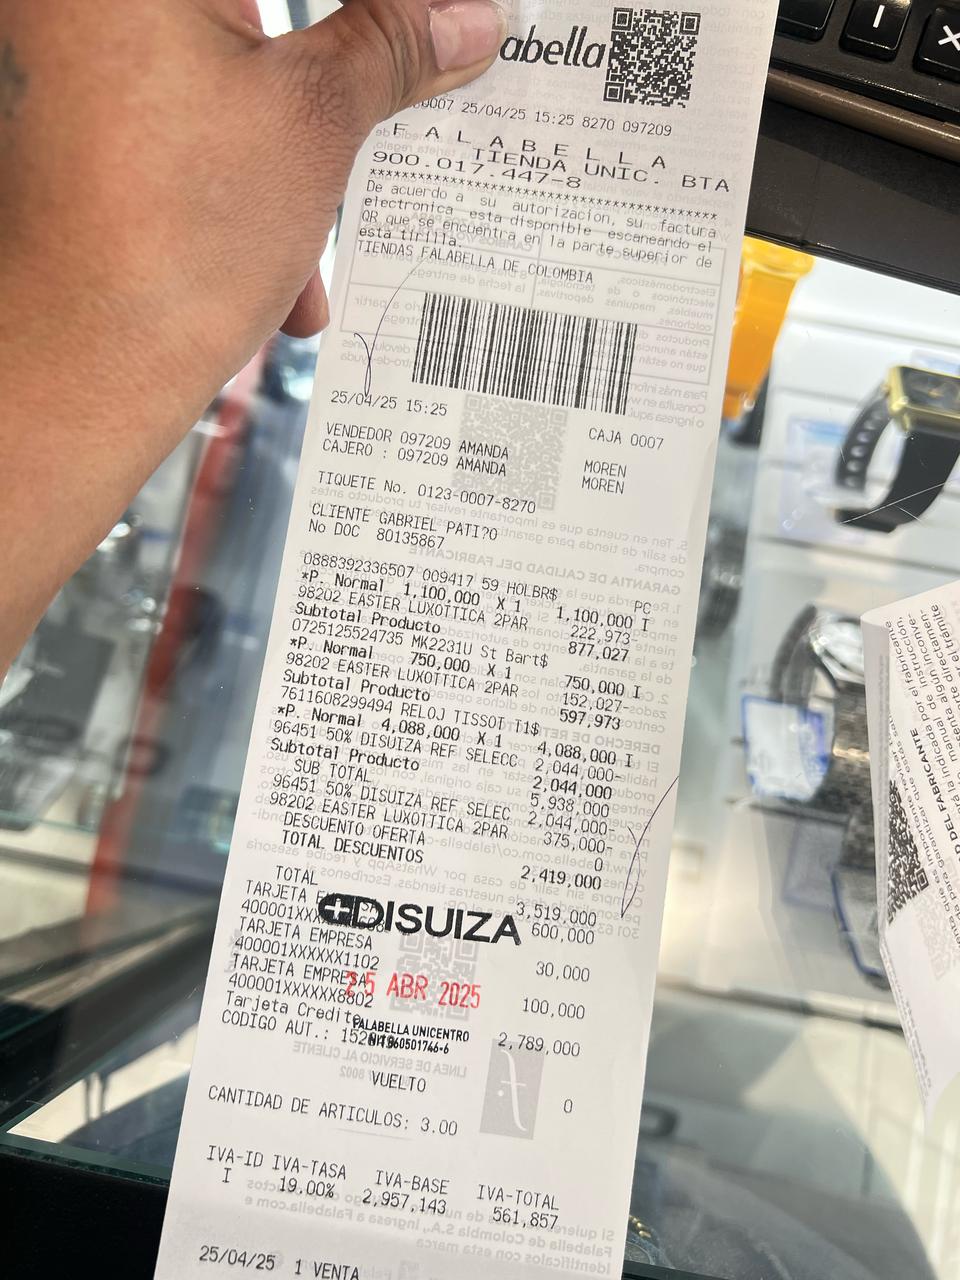 abella
0007 25/04/25 15:25 8270 097209
F A L A B E L L A
TIENDA UNIC. BTA
900.017.447-8
****************************************
De acuerdo a su autorizacion, su factura
electronica esta disponible escaneando el
QR que se encuentra en la parte superior de
esta tirilla.
TIENDAS FALABELLA DE COLOMBIA
25/04/25 15:25
CAJA 0007
VENDEDOR 097209 AMANDA MOREN
CAJERO : 097209 AMANDA MOREN
TIQUETE No. 0123-0007-8270
CLIENTE GABRIEL PATI?O
No DOC 80135867
0888392336507 009417 59 HOLBR$ PC
*P. Normal 1,100,000 X 1 1,100,000 I
98202 EASTER LUXOTTICA 2PAR 222,973-
Subtotal Producto 877,027
0725125524735 MK2231U St Bart$
*P. Normal 750,000 X 1 750,000 I
98202 EASTER LUXOTTICA 2PAR 152,027-
Subtotal Producto 597,973
7611608299494 RELOJ TISSOT T1$
*P. Normal 4,088,000 X 1 4,088,000 I
96451 50% DISUIZA REF SELECC 2,044,000-
Subtotal Producto 2,044,000
SUB TOTAL 5,938,000
96451 50% DISUIZA REF SELEC 2,044,000-
98202 EASTER LUXOTTICA 2PAR 375,000-
DESCUENTO OFERTA 0
TOTAL DESCUENTOS 2,419,000
TOTAL 3,519,000
TARJETA 600,000
DISUIZA
TARJETA EMPRESA 30,000
400001XXXXXX1102
TARJETA EMPRESA 100,000
400001XXXXXX8802
25 ABR 2025
Tarjeta Credito 2,789,000
CODIGO AUT.:
FALABELLA UNICENTRO
NIT 860501746-6
VUELTO 0
CANTIDAD DE ARTICULOS: 3.00
IVA-ID IVA-TASA IVA-BASE IVA-TOTAL
I 19.00% 2,957,143 561,857
25/04/25 1 VENTA